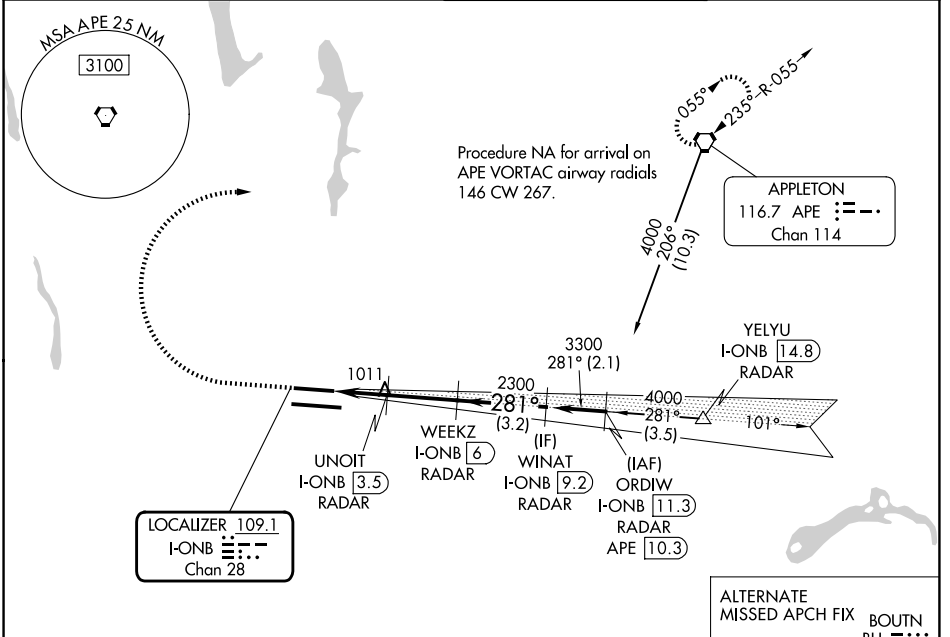 MSA APE 25 NM
3100
055°
235°
R-055
Procedure NA for arrival on
APE VORTAC airway radials
146 CW 267.
APPLETON
116.7 APE
Chan 114
4000
206°
(10.3)
YELYU
I-ONB 14.8
RADAR
3300
281° (2.1)
1011
2300
281°
(3.2)
4000
281°
(3.5)
101°
UNOIT
I-ONB 3.5
RADAR
WEEKZ
I-ONB 6
RADAR
(IF)
WINAT
I-ONB 9.2
RADAR
(IAF)
ORDIW
I-ONB 11.3
RADAR
APE 10.3
LOCALIZER 109.1
I-ONB
Chan 28
ALTERNATE
MISSED APCH FIX
BOUTN